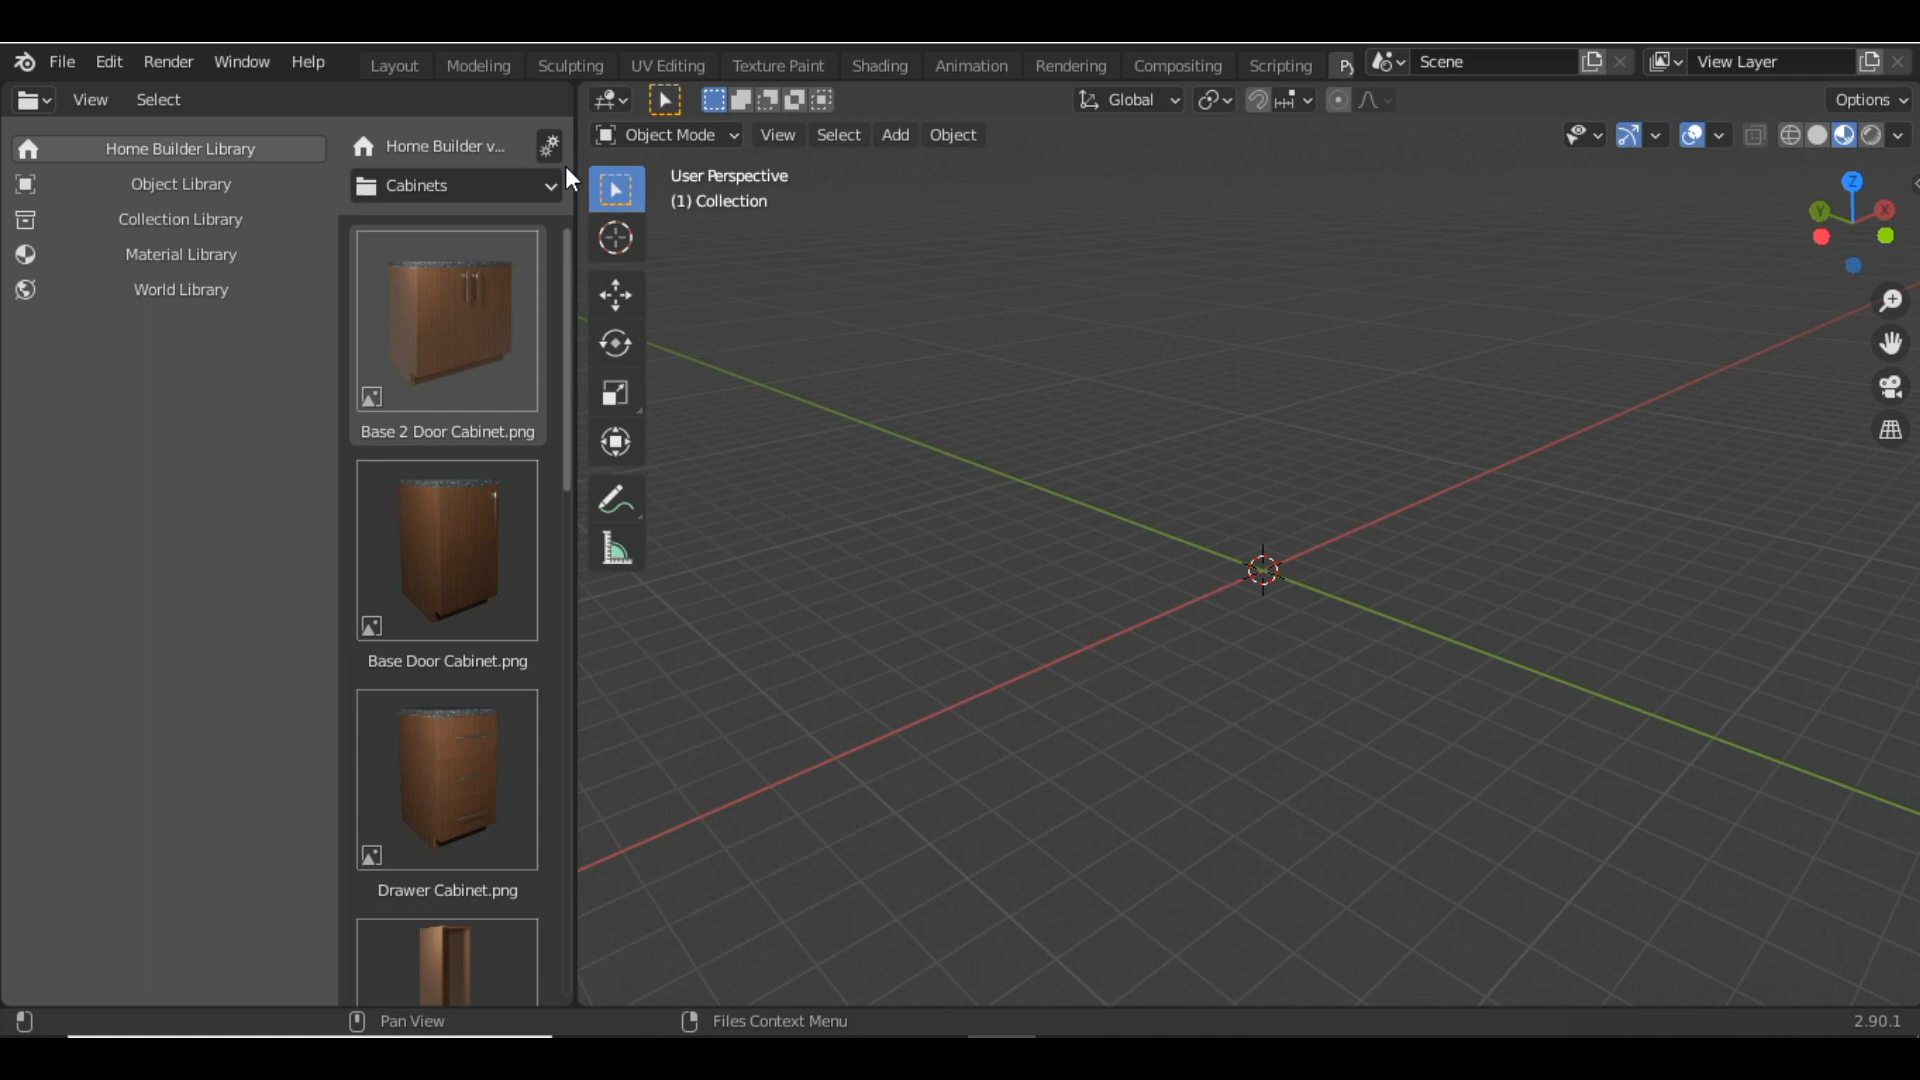 File Edit Render Window Help Layout Modeling Sculpting UV Editing Texture Paint Shading Animation Rendering Compositing Scripting Py Scene View Layer
View Select Global Options
Object Mode View Select Add Object
Home Builder Library
Object Library
Collection Library
Material Library
World Library
Home Builder v...
Cabinets
Base 2 Door Cabinet.png
Base Door Cabinet.png
Drawer Cabinet.png
User Perspective
(1) Collection
Z
Y
X
Pan View Files Context Menu 2.90.1